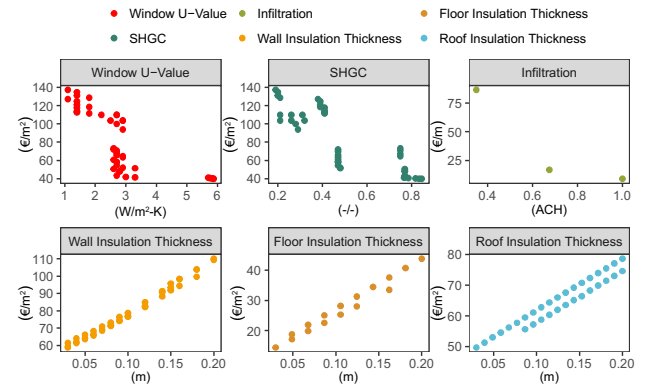 Window U−Value
Infiltration
Floor Insulation Thickness
SHGC
Wall Insulation Thickness
Roof Insulation Thickness
Window U−Value
SHGC
Infiltration
(€/m²)
140
120
100
80
60
40
1 2 3 4 5 6
(W/m²-K)
(€/m²)
140
120
100
80
60
40
0.2 0.4 0.6 0.8
(-/-)
(€/m)
75
25
0.4 0.6 0.8 1.0
(ACH)
Wall Insulation Thickness
Floor Insulation Thickness
Roof Insulation Thickness
(€/m²)
110
100
90
80
70
60
0.05 0.10 0.15 0.20
(m)
(€/m²)
40
30
20
0.05 0.10 0.15 0.20
(m)
(€/m²)
80
70
60
50
0.05 0.10 0.15 0.20
(m)